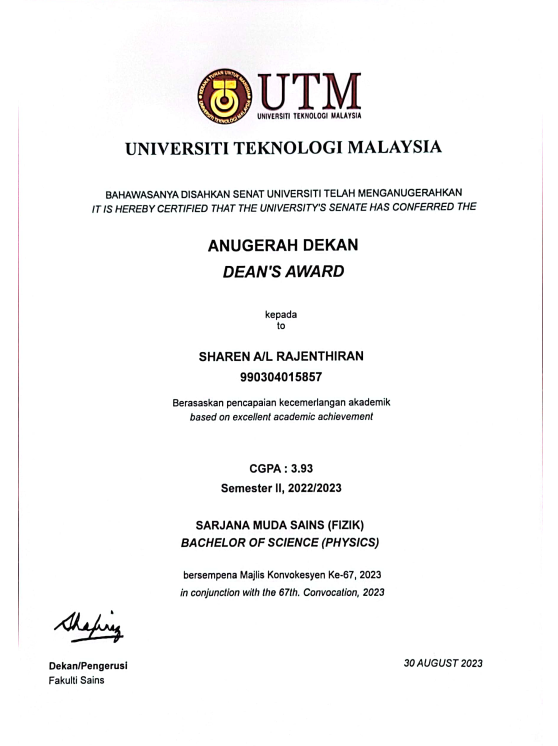 UTM
UNIVERSITI TEKNOLOGI MALAYSIA
UNIVERSITI TEKNOLOGI MALAYSIA
BAHAWASANYA DISAHKAN SENAT UNIVERSITI TELAH MENGANUGERAHKAN
IT IS HEREBY CERTIFIED THAT THE UNIVERSITY'S SENATE HAS CONFERRED THE
ANUGERAH DEKAN
DEAN'S AWARD
kepada
to
SHAREN A/L RAJENTHIRAN
990304015857
Berasaskan pencapaian kecemerlangan akademik
based on excellent academic achievement
CGPA : 3.93
Semester II, 2022/2023
SARJANA MUDA SAINS (FIZIK)
BACHELOR OF SCIENCE (PHYSICS)
bersempena Majlis Konvokesyen Ke-67, 2023
in conjunction with the 67th. Convocation, 2023
Dekan/Pengerusi
Fakulti Sains
30 AUGUST 2023